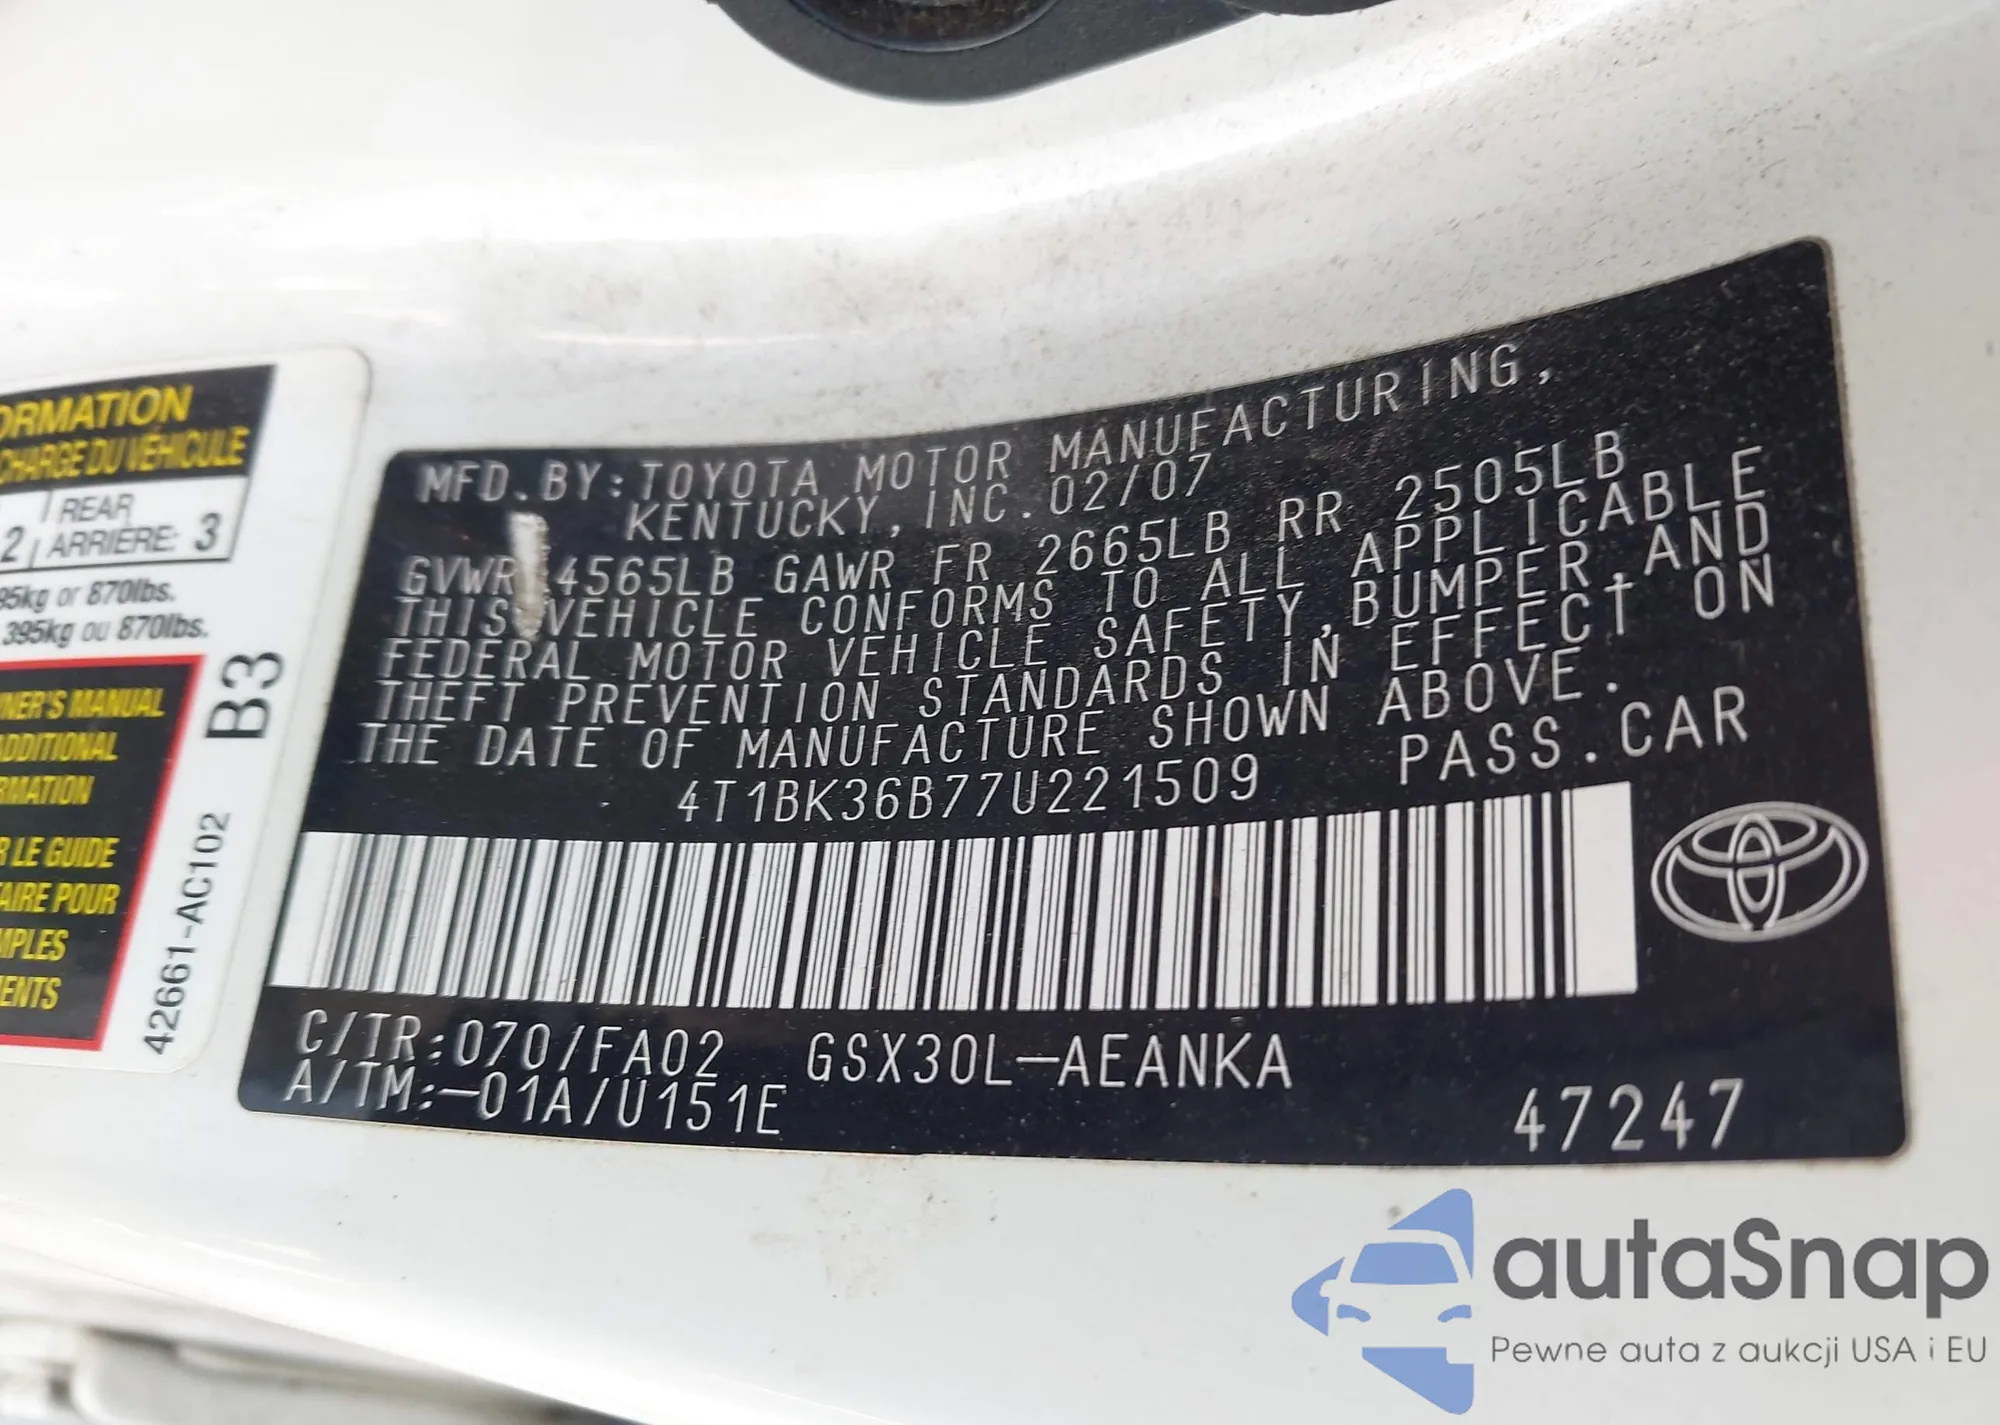 ORMATION
CHARGE DU VÉHICULE
2 REAR
ARRIÈRE: 3
95kg or 870lbs.
395kg ou 870lbs.
NER'S MANUAL
ADDITIONAL
RMATION
R LE GUIDE
TAIRE POUR
MPLES
MENTS
B3
42661-AC102
MFD.BY:TOYOTA MOTOR MANUFACTURING,
KENTUCKY,INC.02/07
GVWR 4565LB GAWR FR 2665LB RR 2505LB
THIS VEHICLE CONFORMS TO ALL APPLICABLE
FEDERAL MOTOR VEHICLE SAFETY,BUMPER,AND
THEFT PREVENTION STANDARDS IN EFFECT ON
THE DATE OF MANUFACTURE SHOWN ABOVE.
4T1BK36B77U221509 PASS.CAR
C/TR:070/FA02 GSX30L-AEANKA
A/TM:-01A/U151E
47247
autaSnap
Pewne auta z aukcji USA i EU